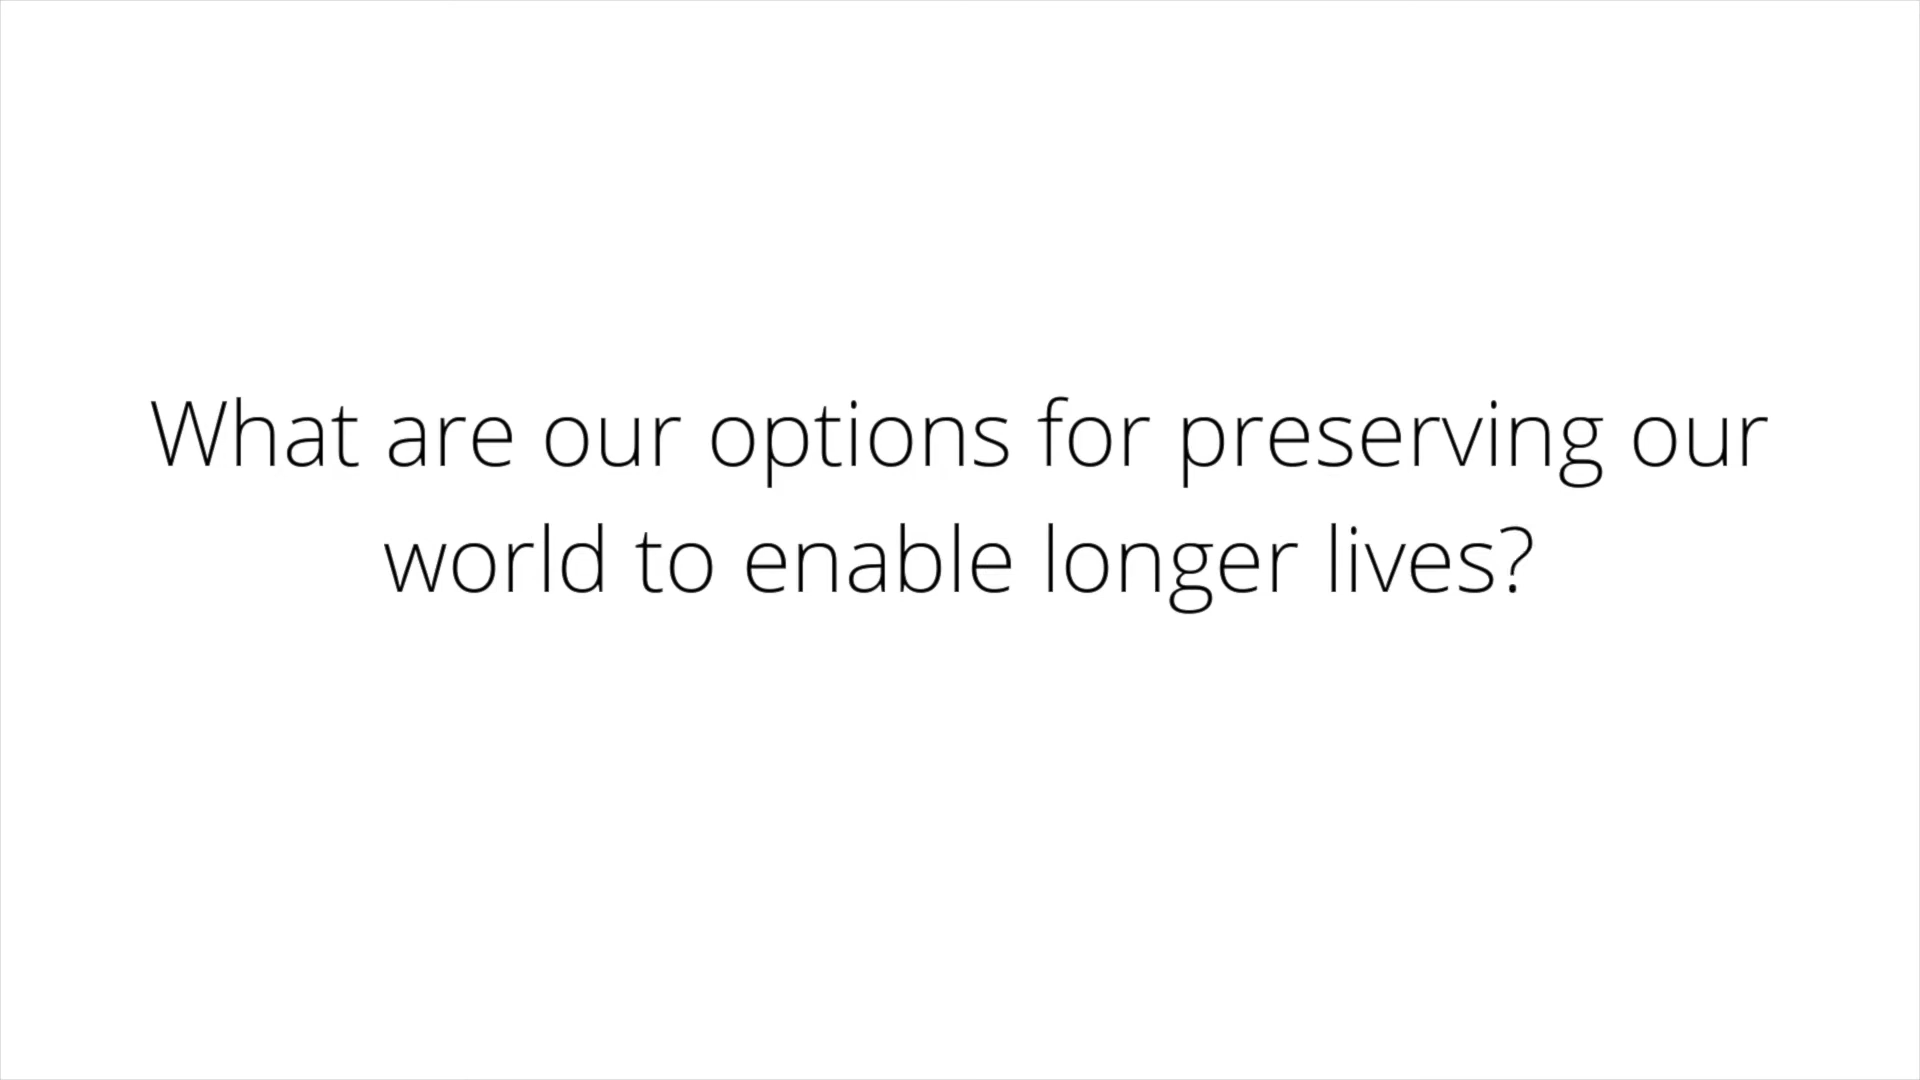 What are our options for preserving our
world to enable longer lives?